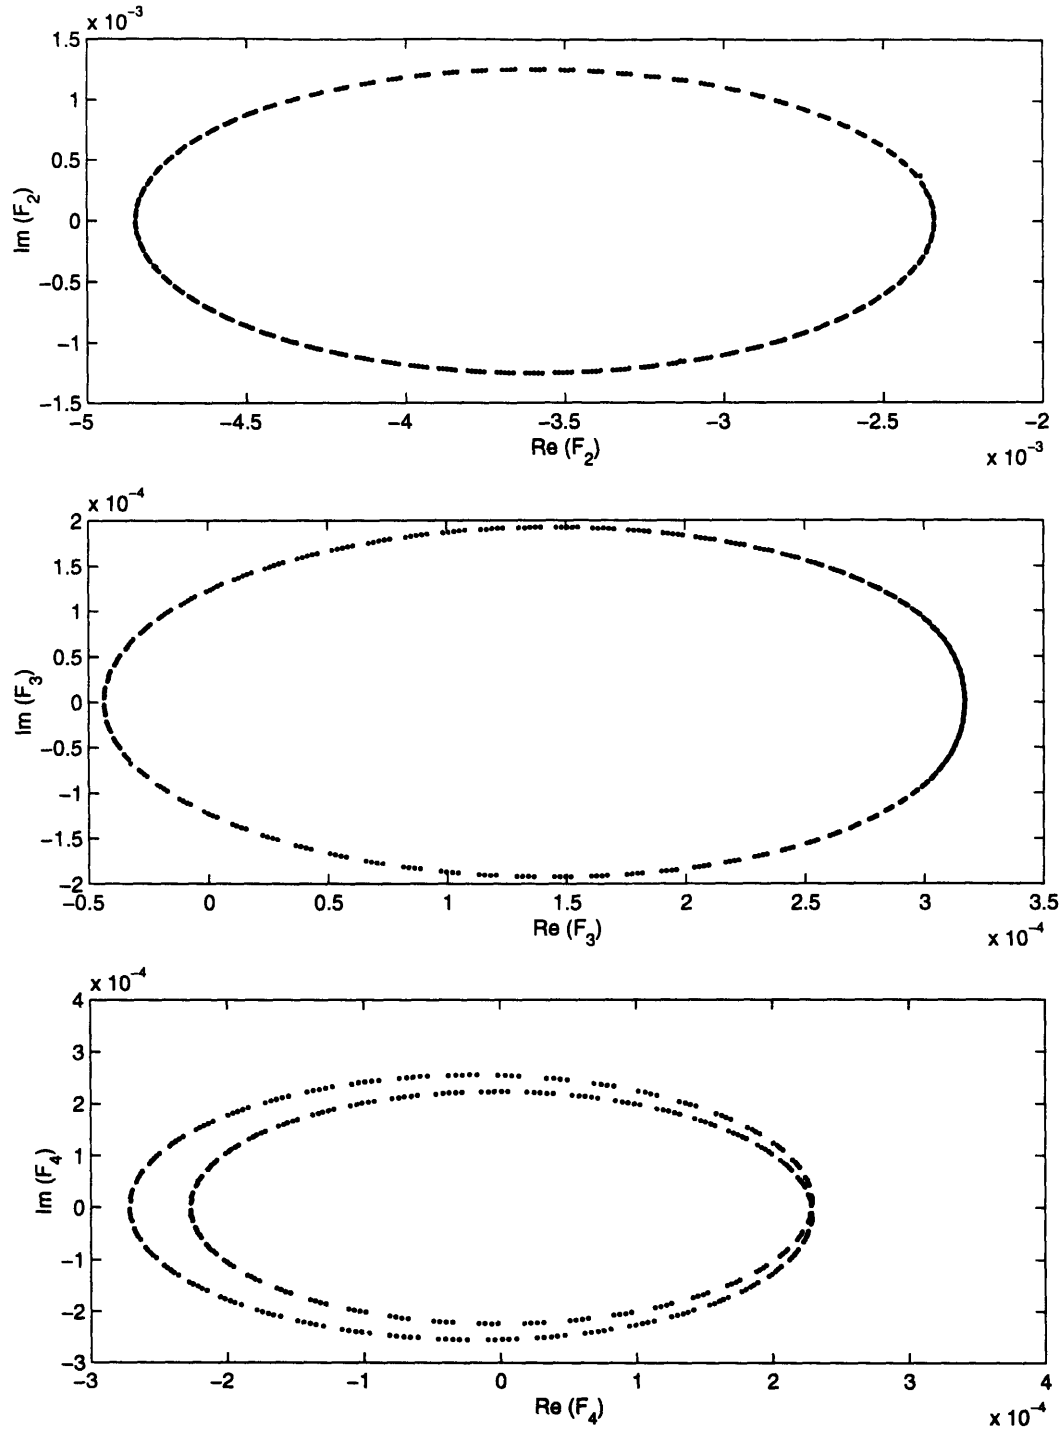 x 10⁻³
1.5
1
0.5
0
−0.5
−1
−1.5
Im (F₂)
−5 −4.5 −4 −3.5 −3 −2.5 −2
Re (F₂)
x 10⁻³
x 10⁻⁴
2
1.5
1
0.5
0
−0.5
−1
−1.5
−2
Im (F₃)
−0.5 0 0.5 1 1.5 2 2.5 3 3.5
Re (F₃)
x 10⁻⁴
x 10⁻⁴
4
3
2
1
0
−1
−2
−3
Im (F₄)
−3 −2 −1 0 1 2 3 4
Re (F₄)
x 10⁻⁴